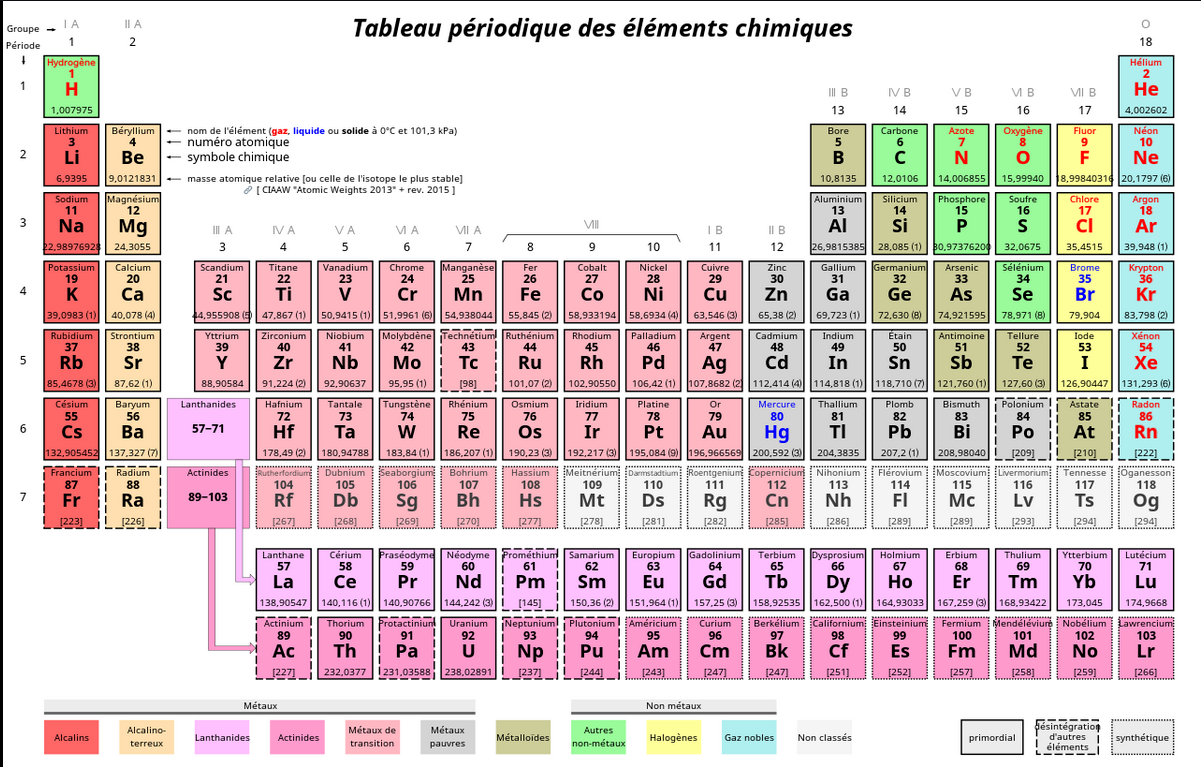 Tableau périodique des éléments chimiques
Groupe → I A II A O
1 2 18
Période
↓
1
Hydrogène Hélium
1 2
H He
1,007975 4,002602
III B IV B V B VI B VII B
13 14 15 16 17
2
Lithium Béryllium Bore Carbone Azote Oxygène Fluor Néon
3 4 5 6 7 8 9 10
Li Be B C N O F Ne
6,9395 9,0121831 10,8135 12,0106 14,006855 15,99940 18,99840316 20,1797 (6)
nom de l'élément (gaz, liquide ou solide à 0°C et 101,3 kPa)
numéro atomique
symbole chimique
masse atomique relative [ou celle de l'isotope le plus stable]
[ CIAAW "Atomic Weights 2013" + rev. 2015 ]
3
Sodium Magnésium Aluminium Silicium Phosphore Soufre Chlore Argon
11 12 13 14 15 16 17 18
Na Mg Al Si P S Cl Ar
22,98976928 24,3055 26,9815385 28,085 (1) 30,97376200 32,0675 35,4515 39,948 (1)
III A IV A V A VI A VII A VIII I B II B
3 4 5 6 7 8 9 10 11 12
4
Potassium Calcium Scandium Titane Vanadium Chrome Manganèse Fer Cobalt Nickel Cuivre Zinc Gallium Germanium Arsenic Sélénium Brome Krypton
19 20 21 22 23 24 25 26 27 28 29 30 31 32 33 34 35 36
K Ca Sc Ti V Cr Mn Fe Co Ni Cu Zn Ga Ge As Se Br Kr
39,0983 (1) 40,078 (4) 44,955908 (5) 47,867 (1) 50,9415 (1) 51,9961 (6) 54,938044 55,845 (2) 58,933194 58,6934 (4) 63,546 (3) 65,38 (2) 69,723 (1) 72,630 (8) 74,921595 78,971 (8) 79,904 83,798 (2)
5
Rubidium Strontium Yttrium Zirconium Niobium Molybdène Technétium Ruthénium Rhodium Palladium Argent Cadmium Indium Étain Antimoine Tellure Iode Xénon
37 38 39 40 41 42 43 44 45 46 47 48 49 50 51 52 53 54
Rb Sr Y Zr Nb Mo Tc Ru Rh Pd Ag Cd In Sn Sb Te I Xe
85,4678 (3) 87,62 (1) 88,90584 91,224 (2) 92,90637 95,95 (1) [98] 101,07 (2) 102,90550 106,42 (1) 107,8682 (2) 112,414 (4) 114,818 (1) 118,710 (7) 121,760 (1) 127,60 (3) 126,90447 131,293 (6)
6
Césium Baryum Lanthanides Hafnium Tantale Tungstène Rhénium Osmium Iridium Platine Or Mercure Thallium Plomb Bismuth Polonium Astate Radon
55 56 57–71 72 73 74 75 76 77 78 79 80 81 82 83 84 85 86
Cs Ba Hf Ta W Re Os Ir Pt Au Hg Tl Pb Bi Po At Rn
132,905452 137,327 (7) 178,49 (2) 180,94788 183,84 (1) 186,207 (1) 190,23 (3) 192,217 (3) 195,084 (9) 196,966569 200,592 (3) 204,3835 207,2 (1) 208,98040 [209] [210] [222]
7
Francium Radium Actinides Rutherfordium Dubnium Seaborgium Bohrium Hassium Meitnérium Darmstadtium Roentgenium Copernicium Nihonium Flérovium Moscovium Livermorium Tennesse Oganesson
87 88 89–103 104 105 106 107 108 109 110 111 112 113 114 115 116 117 118
Fr Ra Rf Db Sg Bh Hs Mt Ds Rg Cn Nh Fl Mc Lv Ts Og
[223] [226] [267] [268] [269] [270] [277] [278] [281] [282] [285] [286] [289] [289] [293] [294] [294]
Lanthane Cérium Praséodyme Néodyme Prométhium Samarium Europium Gadolinium Terbium Dysprosium Holmium Erbium Thulium Ytterbium Lutécium
57 58 59 60 61 62 63 64 65 66 67 68 69 70 71
La Ce Pr Nd Pm Sm Eu Gd Tb Dy Ho Er Tm Yb Lu
138,90547 140,116 (1) 140,90766 144,242 (3) [145] 150,36 (2) 151,964 (1) 157,25 (3) 158,92535 162,500 (1) 164,93033 167,259 (3) 168,93422 173,045 174,9668
Actinium Thorium Protactinium Uranium Neptunium Plutonium Américium Curium Berkélium Californium Einsteinium Fermium Mendélévium Nobélium Lawrencium
89 90 91 92 93 94 95 96 97 98 99 100 101 102 103
Ac Th Pa U Np Pu Am Cm Bk Cf Es Fm Md No Lr
[227] 232,0377 231,03588 238,02891 [237] [244] [243] [247] [247] [251] [252] [257] [258] [259] [266]
Métaux Non métaux
Alcalins
Alcalino-
terreux
Lanthanides
Actinides
Métaux de
transition
Métaux
pauvres
Métalloïdes
Autres
non-métaux
Halogènes
Gaz nobles
Non classés
primordial
désintégration
d'autres
éléments
synthétique